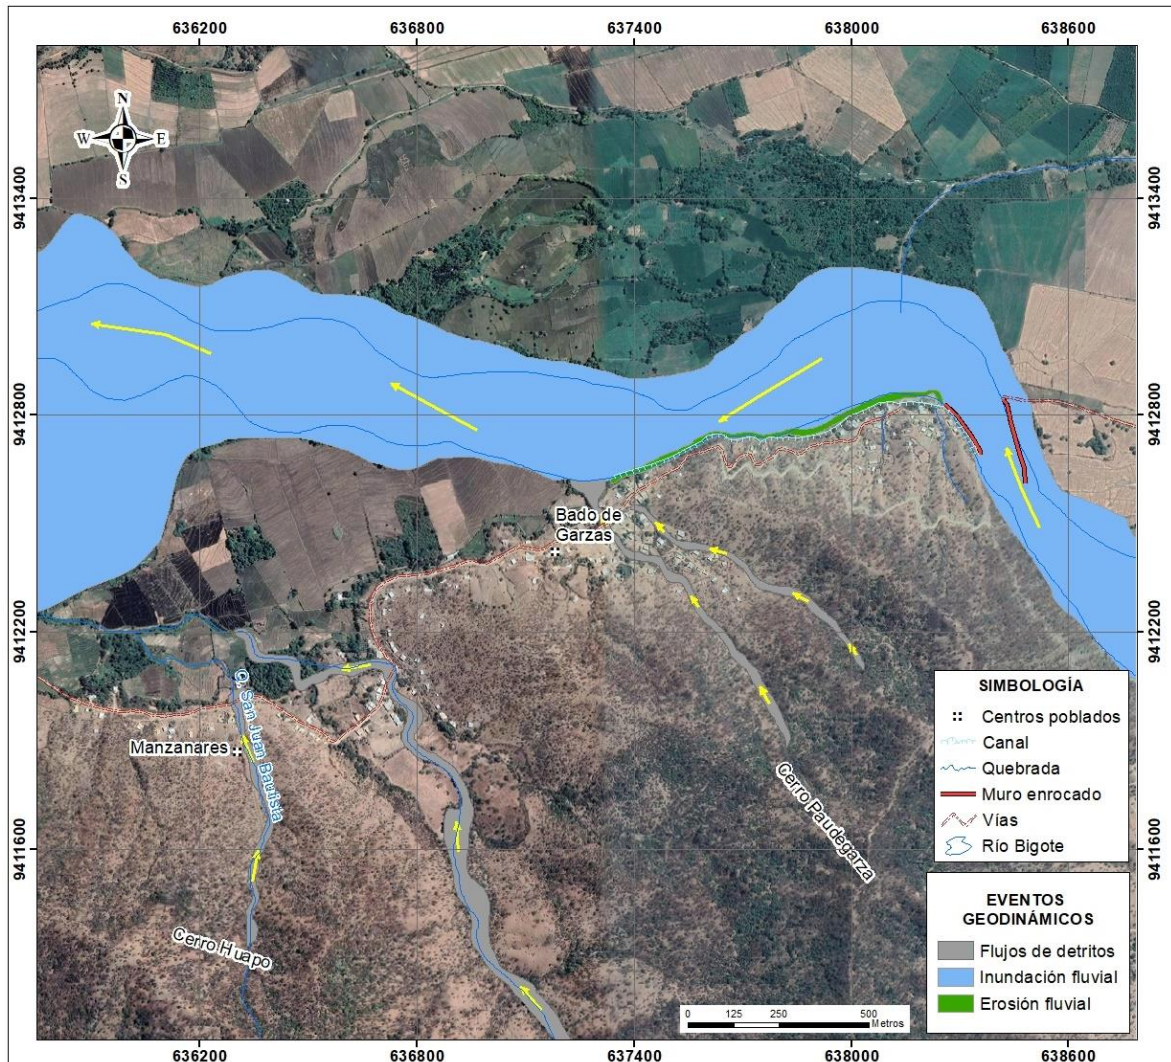 636200 636800 637400 638000 638600
N
W E
S
9413400 9413400
9412800 9412800
Bado de
Garzas
9412200 9412200
Q. San Juan Bautista
Manzanares
Cerro Paudegarza
9411600 9411600
Cerro Huapo
SIMBOLOGÍA
Centros poblados
Canal
Quebrada
Muro enrocado
Vías
Río Bigote
EVENTOS
GEODINÁMICOS
Flujos de detritos
Inundación fluvial
Erosión fluvial
0 125 250 500
Metros
636200 636800 637400 638000 638600